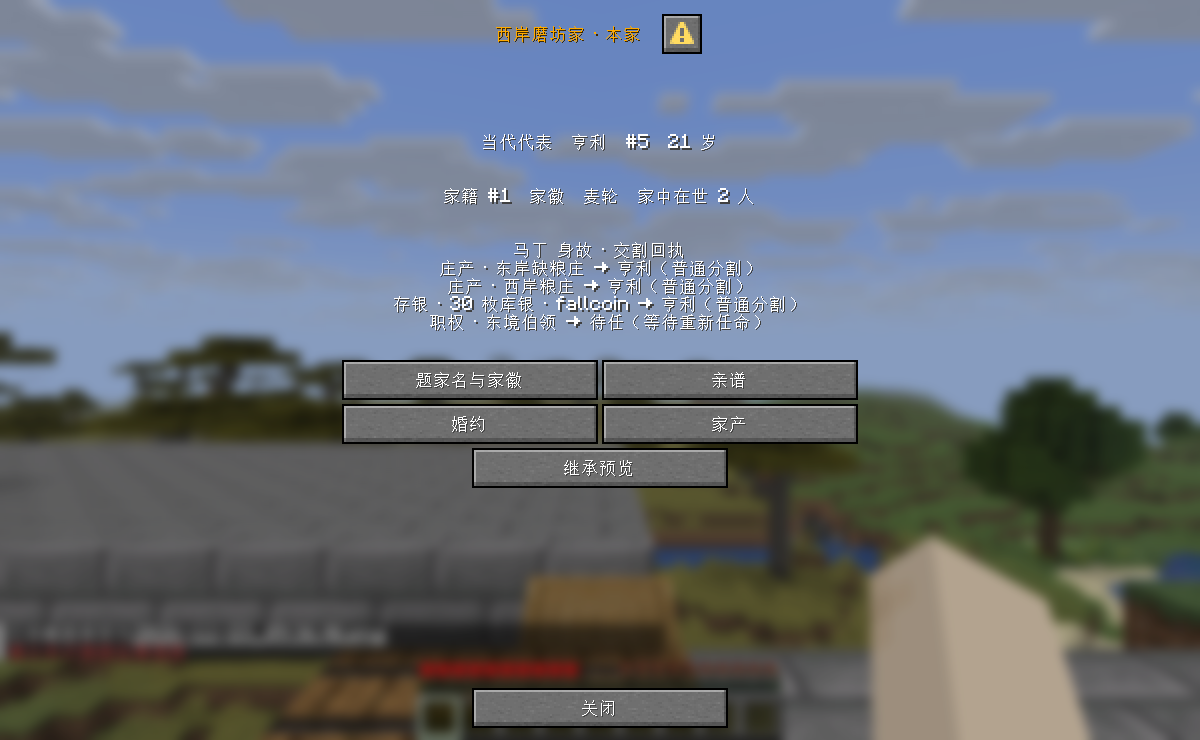 西岸磨坊家 · 本家
当代代表 亨利 #5 21 岁
家籍 #1 家徽 麦轮 家中在世 2 人
马丁 身故 · 交割回执
庄产 · 东岸缺粮庄 → 亨利（普通分割）
庄产 · 西岸粮庄 → 亨利（普通分割）
存银 · 30 枚库银 · fallcoin → 亨利（普通分割）
职权 · 东境伯领 → 待任（等待重新任命）
题家名与家徽
亲谱
婚约
家产
继承预览
关闭